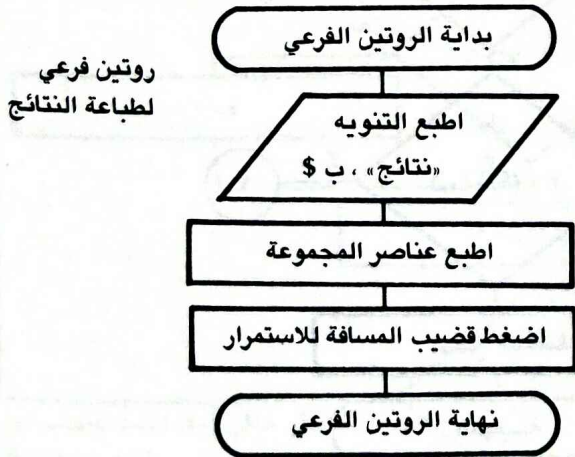 بداية الروتين الفرعي
روتين فرعي
لطباعة النتائج
اطبع التنويه
«نتائج» ، ب $
اطبع عناصر المجموعة
اضغط قضيب المسافة للاستمرار
نهاية الروتين الفرعي